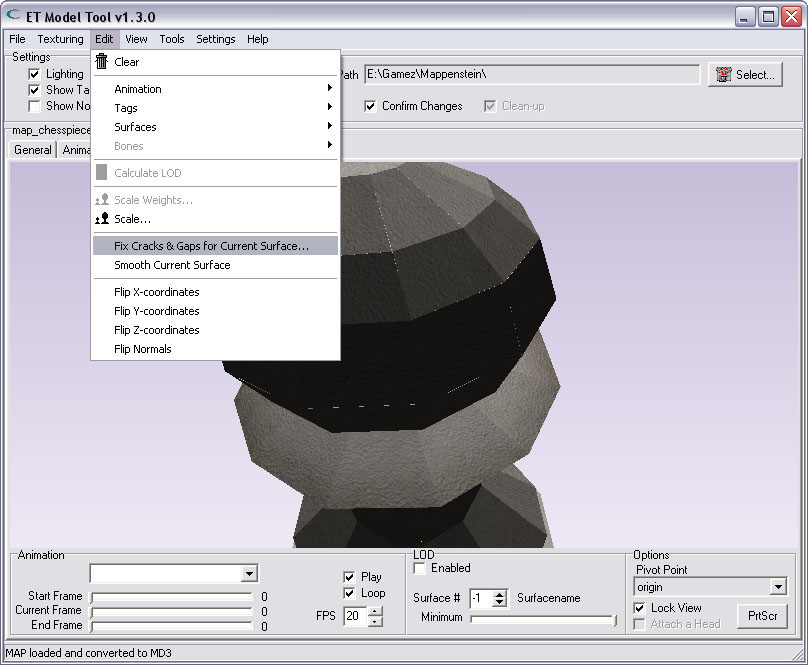 ET Model Tool v1.3.0
File Texturing Edit View Tools Settings Help
Settings
Lighting
Show Ta
Show No
Path E:\Gamez\Mappenstein\ Select...
Confirm Changes Clean-up
map_chesspiece
General Anima
Clear
Animation
Tags
Surfaces
Bones
Calculate LOD
Scale Weights...
Scale...
Fix Cracks & Gaps for Current Surface...
Smooth Current Surface
Flip X-coordinates
Flip Y-coordinates
Flip Z-coordinates
Flip Normals
Animation
Start Frame 0
Current Frame 0
End Frame 0
Play
Loop
FPS 20
LOD
Enabled
Surface # -1 Surfacename
Minimum
Options
Pivot Point
origin
Lock View
Attach a Head
PrtScr
MAP loaded and converted to MD3